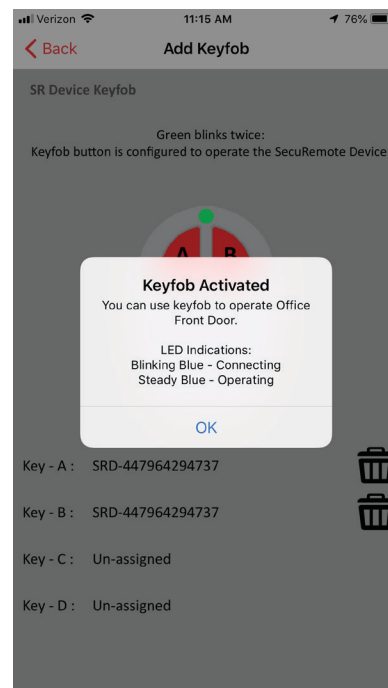 Verizon 11:15 AM 76%
Back Add Keyfob
SR Device Keyfob
Green blinks twice:
Keyfob button is configured to operate the SecuRemote Device
A B
Keyfob Activated
You can use keyfob to operate Office
Front Door.
LED Indications:
Blinking Blue - Connecting
Steady Blue - Operating
OK
Key - A : SRD-447964294737
Key - B : SRD-447964294737
Key - C : Un-assigned
Key - D : Un-assigned